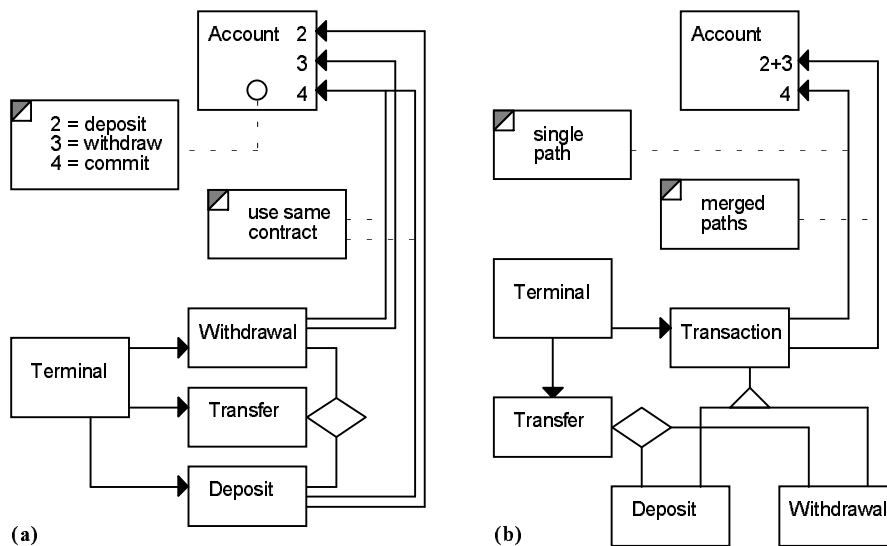 Account 2
3
4
2 = deposit
3 = withdraw
4 = commit
use same
contract
Withdrawal
Terminal
Transfer
Deposit
(a)
Account
2+3
4
single
path
merged
paths
Terminal
Transaction
Transfer
Deposit
Withdrawal
(b)